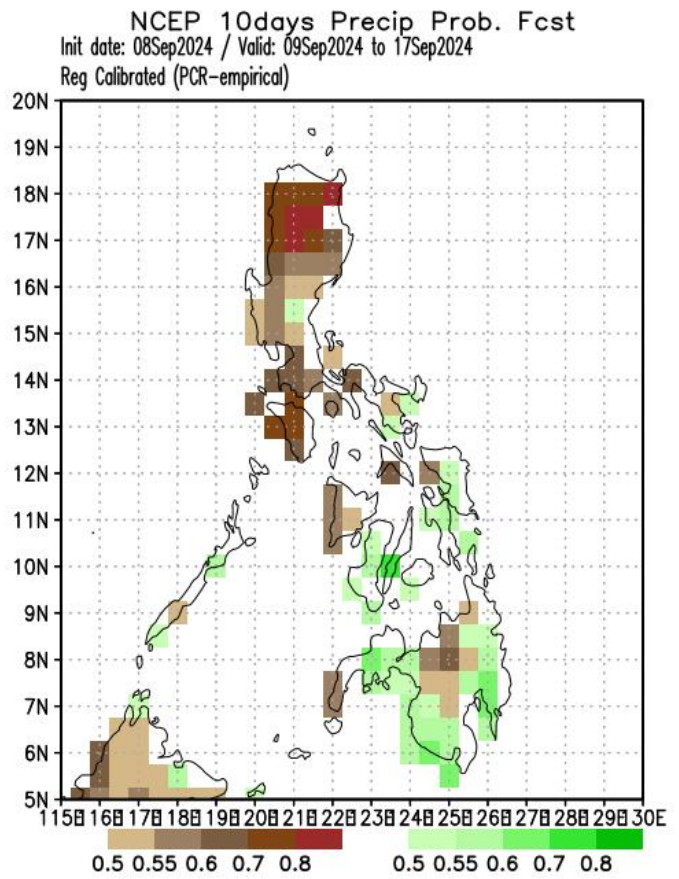 NCEP 10days Precip Prob. Fcst
Init date: 08Sep2024 / Valid: 09Sep2024 to 17Sep2024
Reg Calibrated (PCR-empirical)
20N
19N
18N
17N
16N
15N
14N
13N
12N
11N
10N
9N
8N
7N
6N
5N
115E 116E 117E 118E 119E 120E 121E 122E 123E 124E 125E 126E 127E 128E 129E 130E
0.5 0.55 0.6 0.7 0.8 0.5 0.55 0.6 0.7 0.8